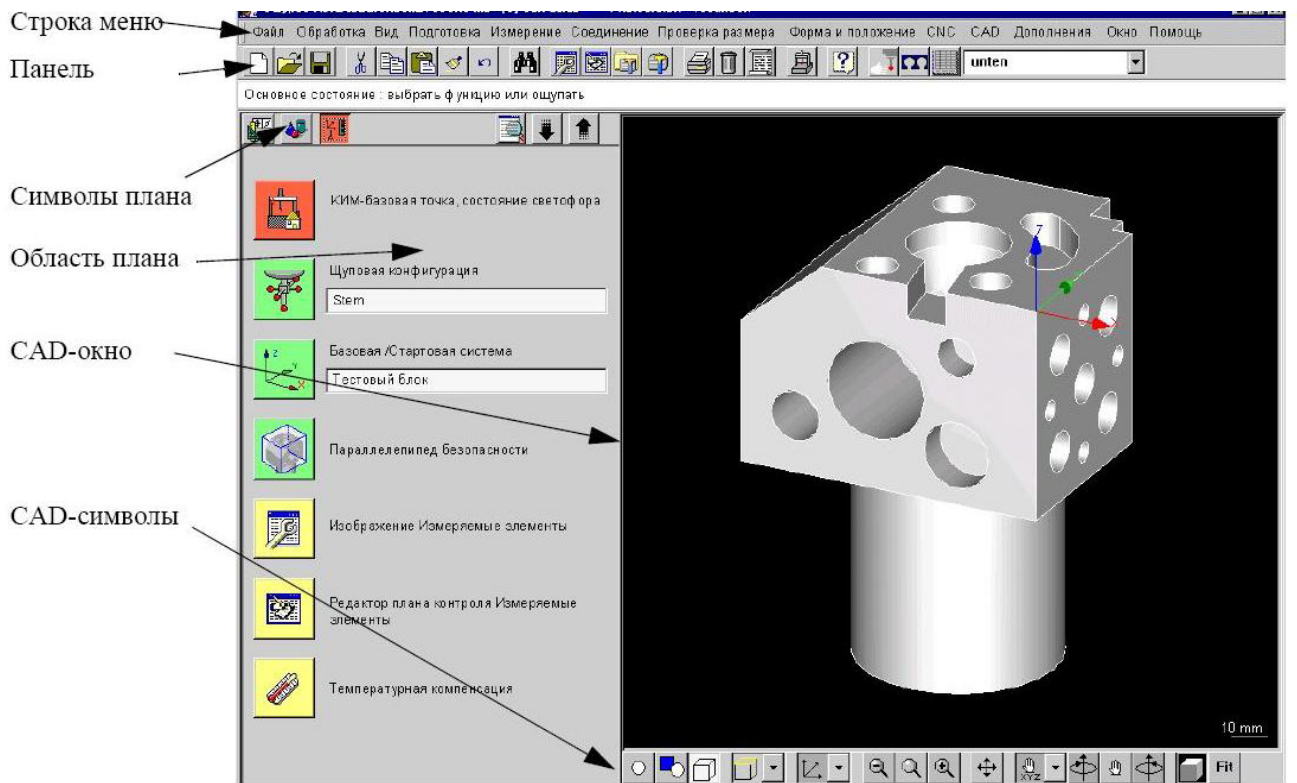 Строка меню
Файл Обработка Вид Подготовка Измерение Соединение Проверка размера Форма и положение CNC CAD Дополнения Окно Помощь
Панель
unten
Основное состояние : выбрать функцию или ощупать
Символы плана
КИМ-базовая точка, состояние светофора
Область плана
Щуповая конфигурация
Stern
CAD-окно
Базовая /Стартовая система
Тестовый блок
Параллелепипед безопасности
CAD-символы
Изображение Измеряемые элементы
Редактор плана контроля Измеряемые
элементы
Температурная компенсация
Z
X
10 mm
XYZ
Fit